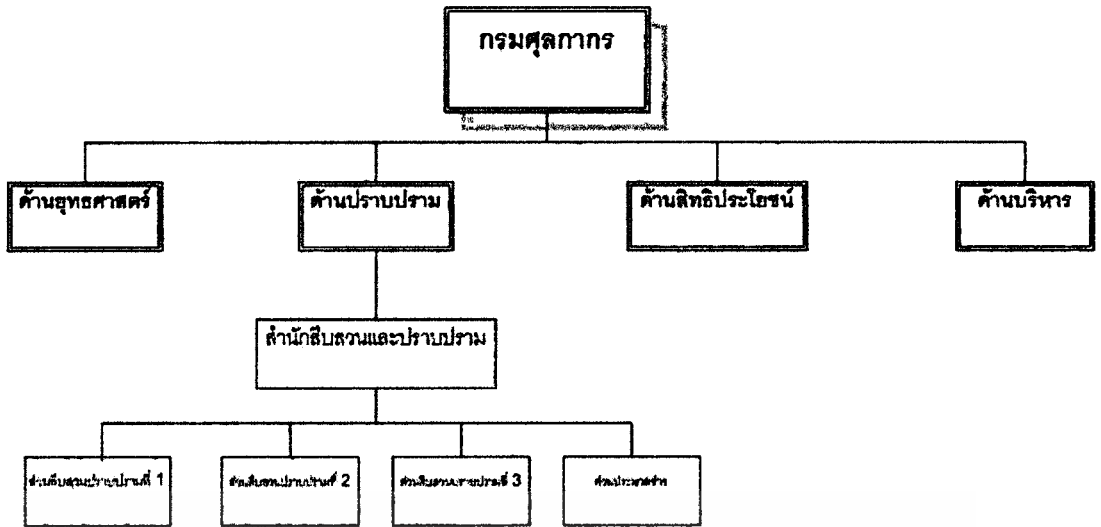 กรมศุลกากร
ด้านยุทธศาสตร์
ด้านปราบปราม
ด้านสิทธิประโยชน์
ด้านบริหาร
สำนักสืบสวนและปราบปราม
ส่วนสืบสวนปราบปรามที่ 1
ส่วนสืบสวนปราบปรามที่ 2
ส่วนสืบสวนปราบปรามที่ 3